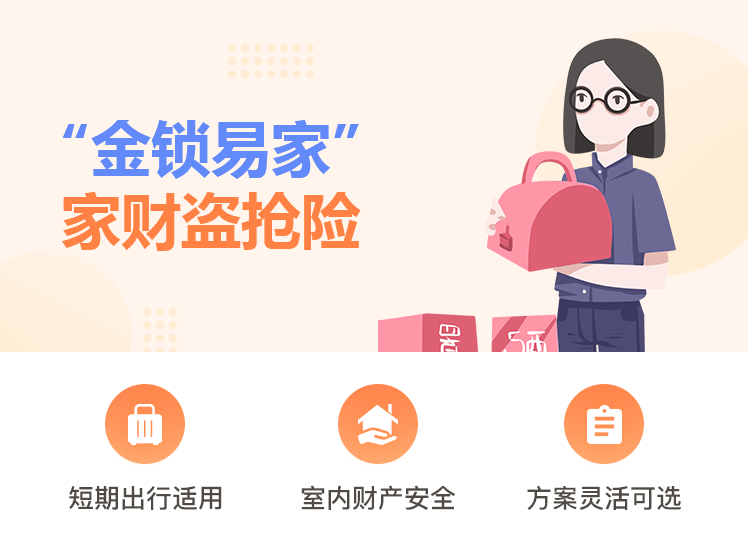 “金锁易家”
家财盗抢险
短期出行适用
室内财产安全
方案灵活可选